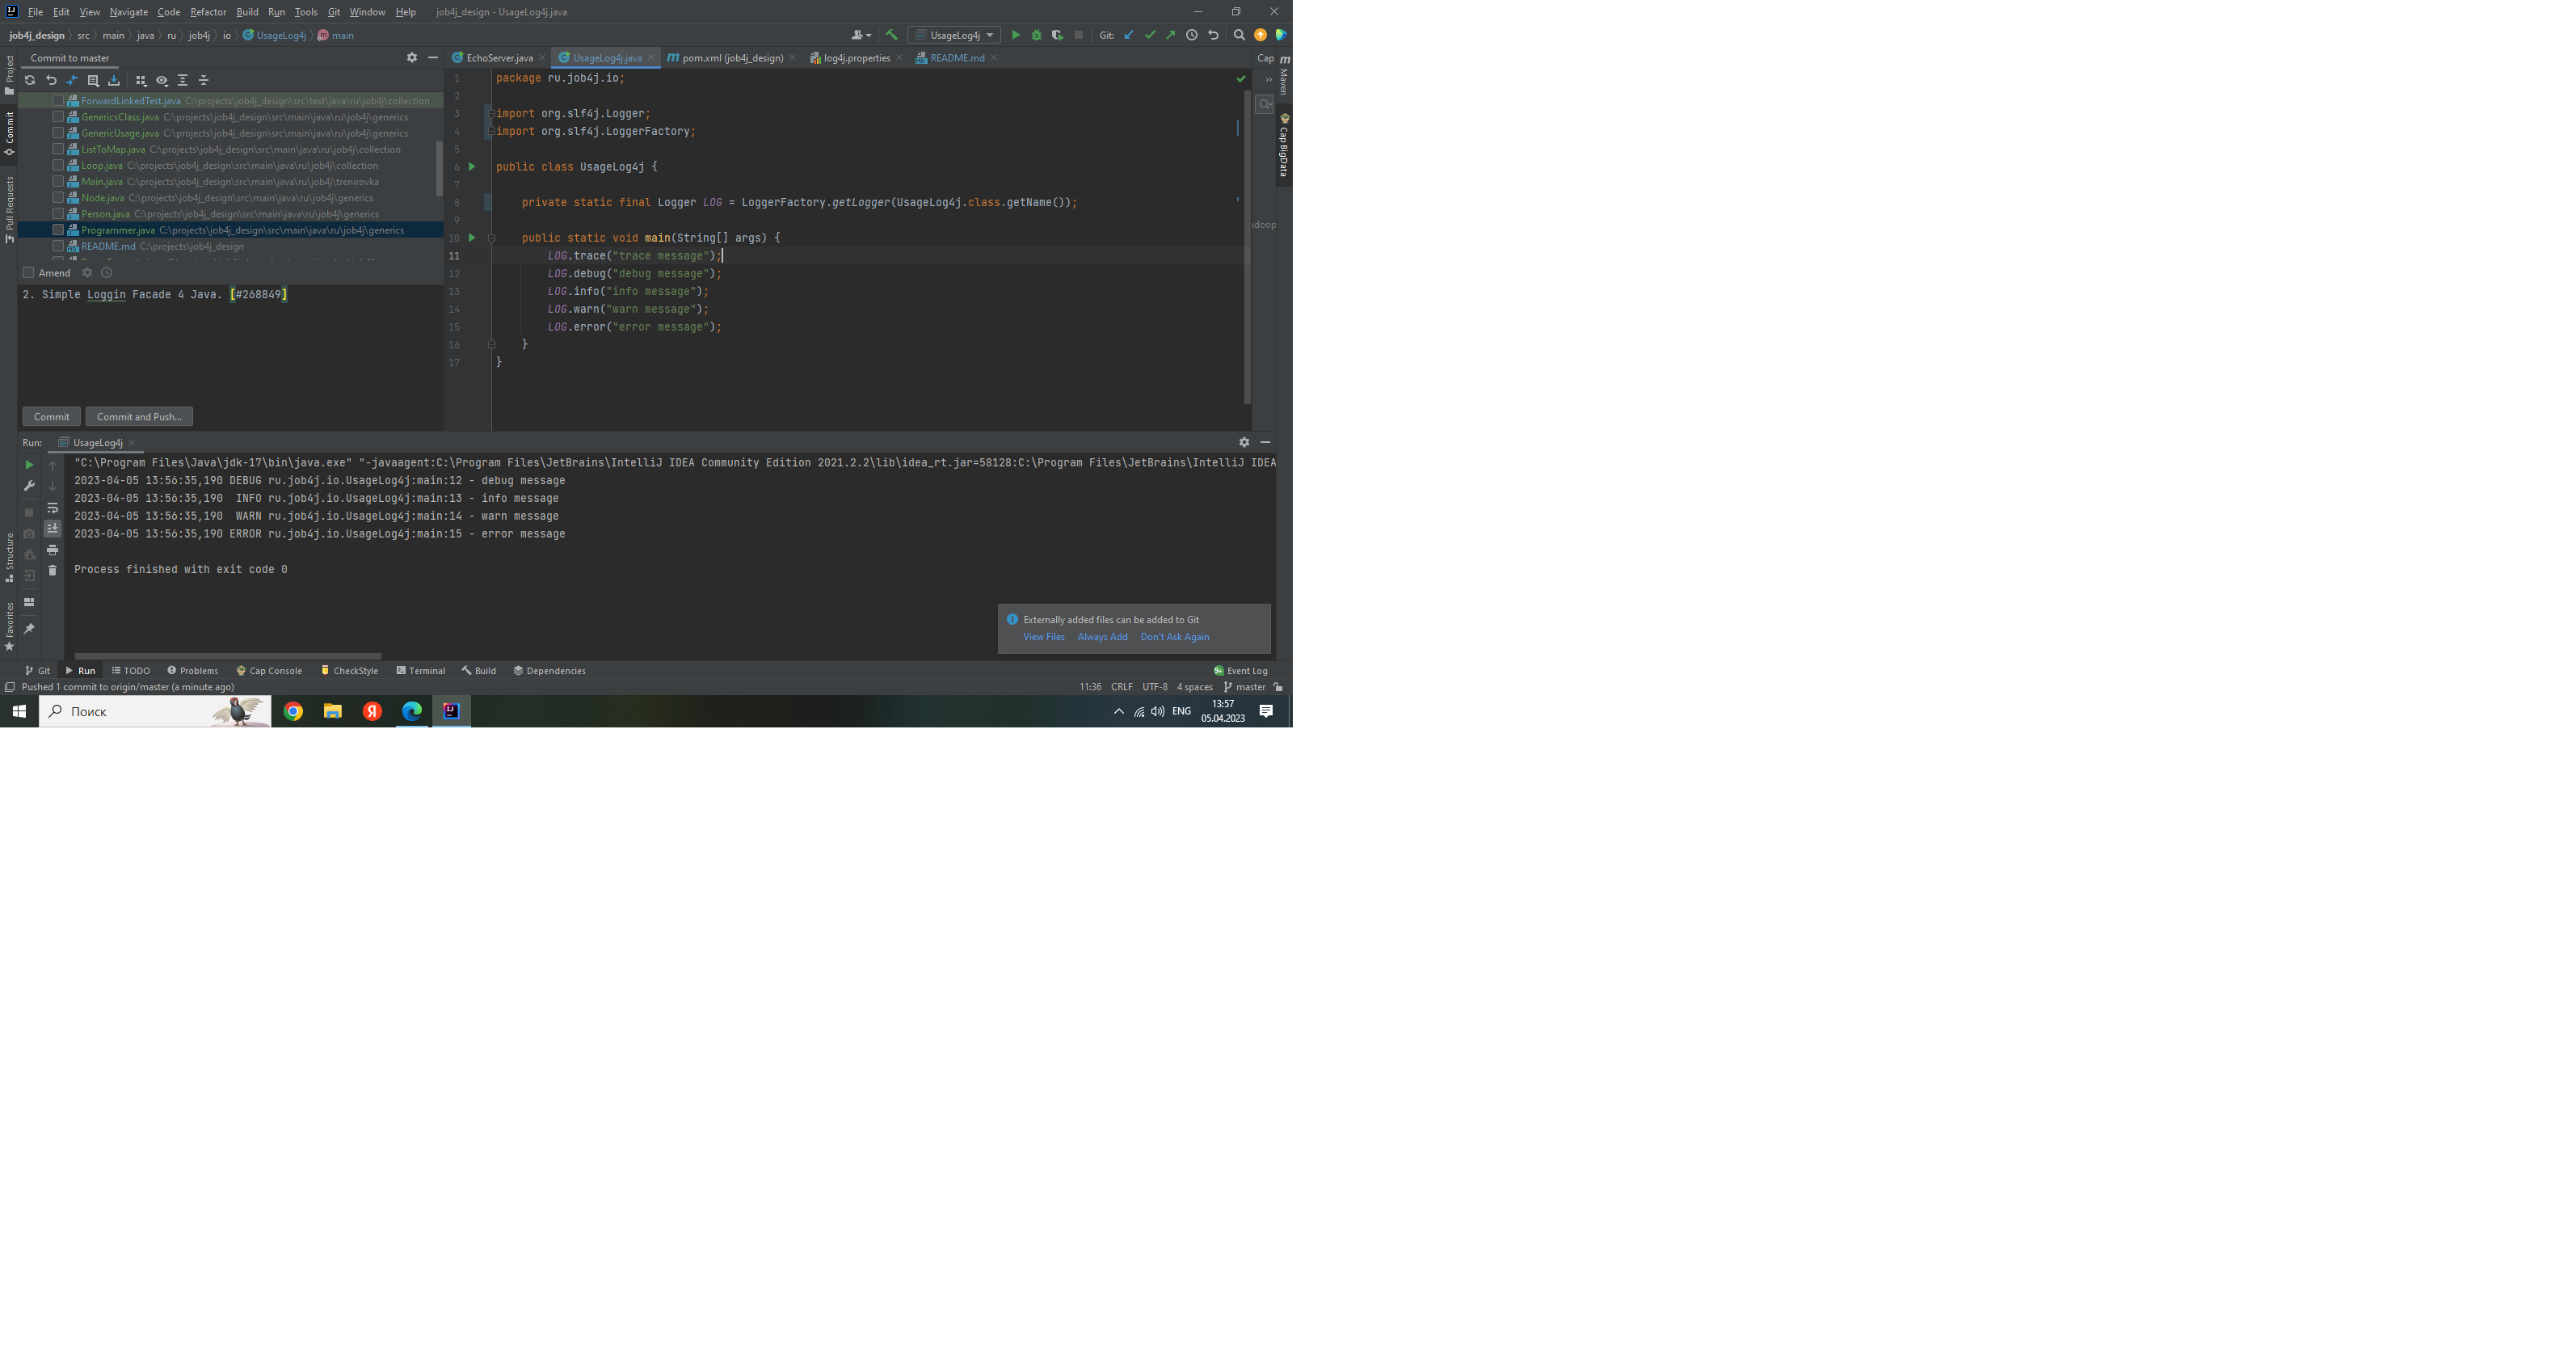 File Edit View Navigate Code Refactor Build Run Tools Git Window Help job4j_design - UsageLog4j.java
job4j_design src main java ru job4j io UsageLog4j main
UsageLog4j Git:
Project
Commit
Pull Requests
Structure
Favorites
Commit to master
ForwardLinkedTest.java C:\projects\job4j_design\src\test\java\ru\job4j\collection
GenericsClass.java C:\projects\job4j_design\src\main\java\ru\job4j\generics
GenericUsage.java C:\projects\job4j_design\src\main\java\ru\job4j\generics
ListToMap.java C:\projects\job4j_design\src\main\java\ru\job4j\collection
Loop.java C:\projects\job4j_design\src\main\java\ru\job4j\collection
Main.java C:\projects\job4j_design\src\main\java\ru\job4j\trenirovka
Node.java C:\projects\job4j_design\src\main\java\ru\job4j\generics
Person.java C:\projects\job4j_design\src\main\java\ru\job4j\generics
Programmer.java C:\projects\job4j_design\src\main\java\ru\job4j\generics
README.md C:\projects\job4j_design
Amend
2. Simple Loggin Facade 4 Java. [#268849]
Commit Commit and Push...
EchoServer.java UsageLog4j.java pom.xml (job4j_design) log4j.properties README.md Cap
1 package ru.job4j.io;
2
3 import org.slf4j.Logger;
4 import org.slf4j.LoggerFactory;
5
6 public class UsageLog4j {
7
8 private static final Logger LOG = LoggerFactory.getLogger(UsageLog4j.class.getName());
9
10 public static void main(String[] args) {
11 LOG.trace("trace message");
12 LOG.debug("debug message");
13 LOG.info("info message");
14 LOG.warn("warn message");
15 LOG.error("error message");
16 }
17 }
Maven
Cap BigData
Run: UsageLog4j
"C:\Program Files\Java\jdk-17\bin\java.exe" "-javaagent:C:\Program Files\JetBrains\IntelliJ IDEA Community Edition 2021.2.2\lib\idea_rt.jar=58128:C:\Program Files\JetBrains\IntelliJ IDEA
2023-04-05 13:56:35,190 DEBUG ru.job4j.io.UsageLog4j:main:12 - debug message
2023-04-05 13:56:35,190 INFO ru.job4j.io.UsageLog4j:main:13 - info message
2023-04-05 13:56:35,190 WARN ru.job4j.io.UsageLog4j:main:14 - warn message
2023-04-05 13:56:35,190 ERROR ru.job4j.io.UsageLog4j:main:15 - error message
Process finished with exit code 0
Externally added files can be added to Git
View Files Always Add Don't Ask Again
Git Run TODO Problems Cap Console CheckStyle Terminal Build Dependencies Event Log
Pushed 1 commit to origin/master (a minute ago) 11:36 CRLF UTF-8 4 spaces master
Поиск ENG 13:57
05.04.2023